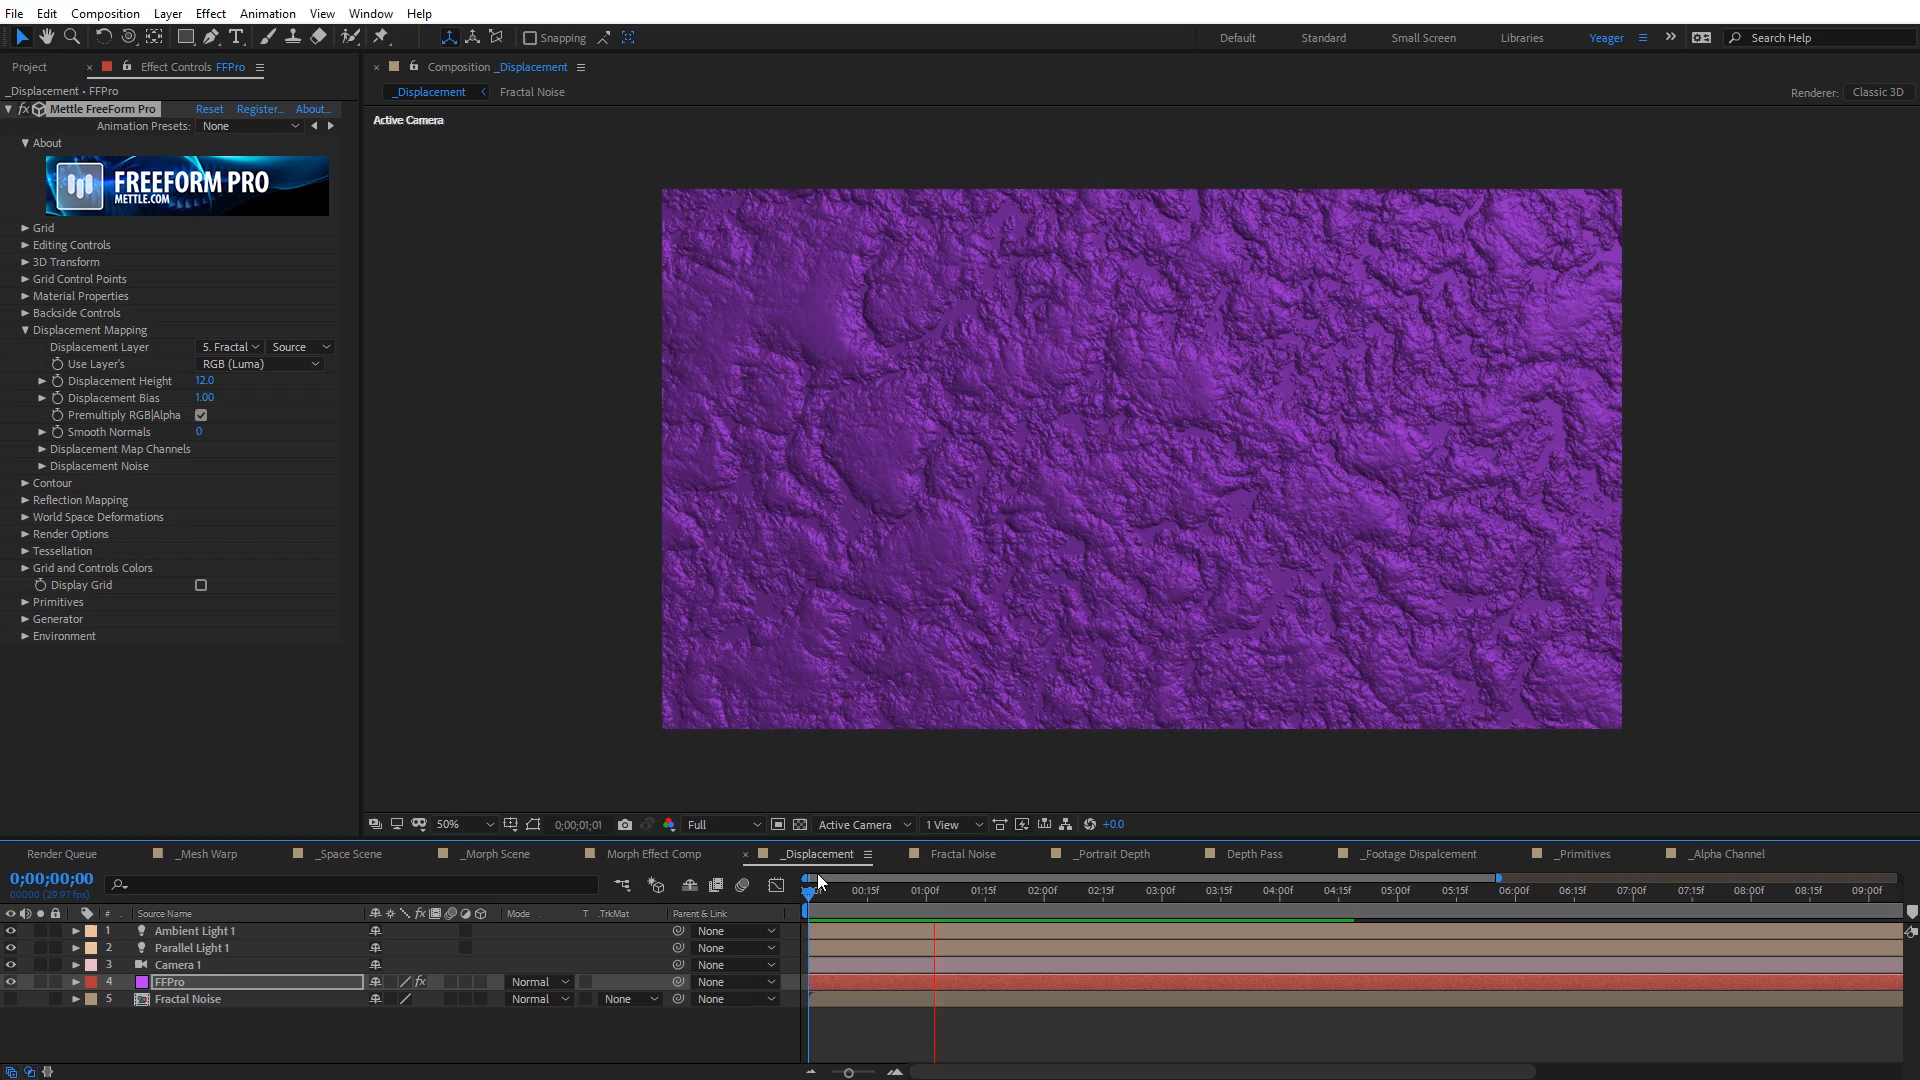 File Edit Composition Layer Effect Animation View Window Help
Snapping
Default Standard Small Screen Libraries Yeager Search Help
Project Effect Controls FFPro
_Displacement • FFPro
fx Mettle FreeForm Pro Reset Register... About...
Animation Presets: None
About
FREEFORM PRO
METTLE.COM
Grid
Editing Controls
3D Transform
Grid Control Points
Material Properties
Backside Controls
Displacement Mapping
Displacement Layer 5. Fractal Source
Use Layer's RGB (Luma)
Displacement Height 12.0
Displacement Bias 1.00
Premultiply RGB|Alpha
Smooth Normals 0
Displacement Map Channels
Displacement Noise
Contour
Reflection Mapping
World Space Deformations
Render Options
Tessellation
Grid and Controls Colors
Display Grid
Primitives
Generator
Environment
Composition _Displacement
_Displacement Fractal Noise
Renderer: Classic 3D
Active Camera
50% 0;00;01;01 Full Active Camera 1 View +0.0
Render Queue _Mesh Warp _Space Scene _Morph Scene Morph Effect Comp _Displacement Fractal Noise _Portrait Depth Depth Pass _Footage Dispalcement _Primitives _Alpha Channel
0;00;00;00
00000 (29.97 fps)
00:15f 01:00f 01:15f 02:00f 02:15f 03:00f 03:15f 04:00f 04:15f 05:00f 05:15f 06:00f 06:15f 07:00f 07:15f 08:00f 08:15f 09:00f
# Source Name fx Mode T .TrkMat Parent & Link
1 Ambient Light 1 None
2 Parallel Light 1 None
3 Camera 1 None
4 FFPro fx Normal None
5 Fractal Noise Normal None None